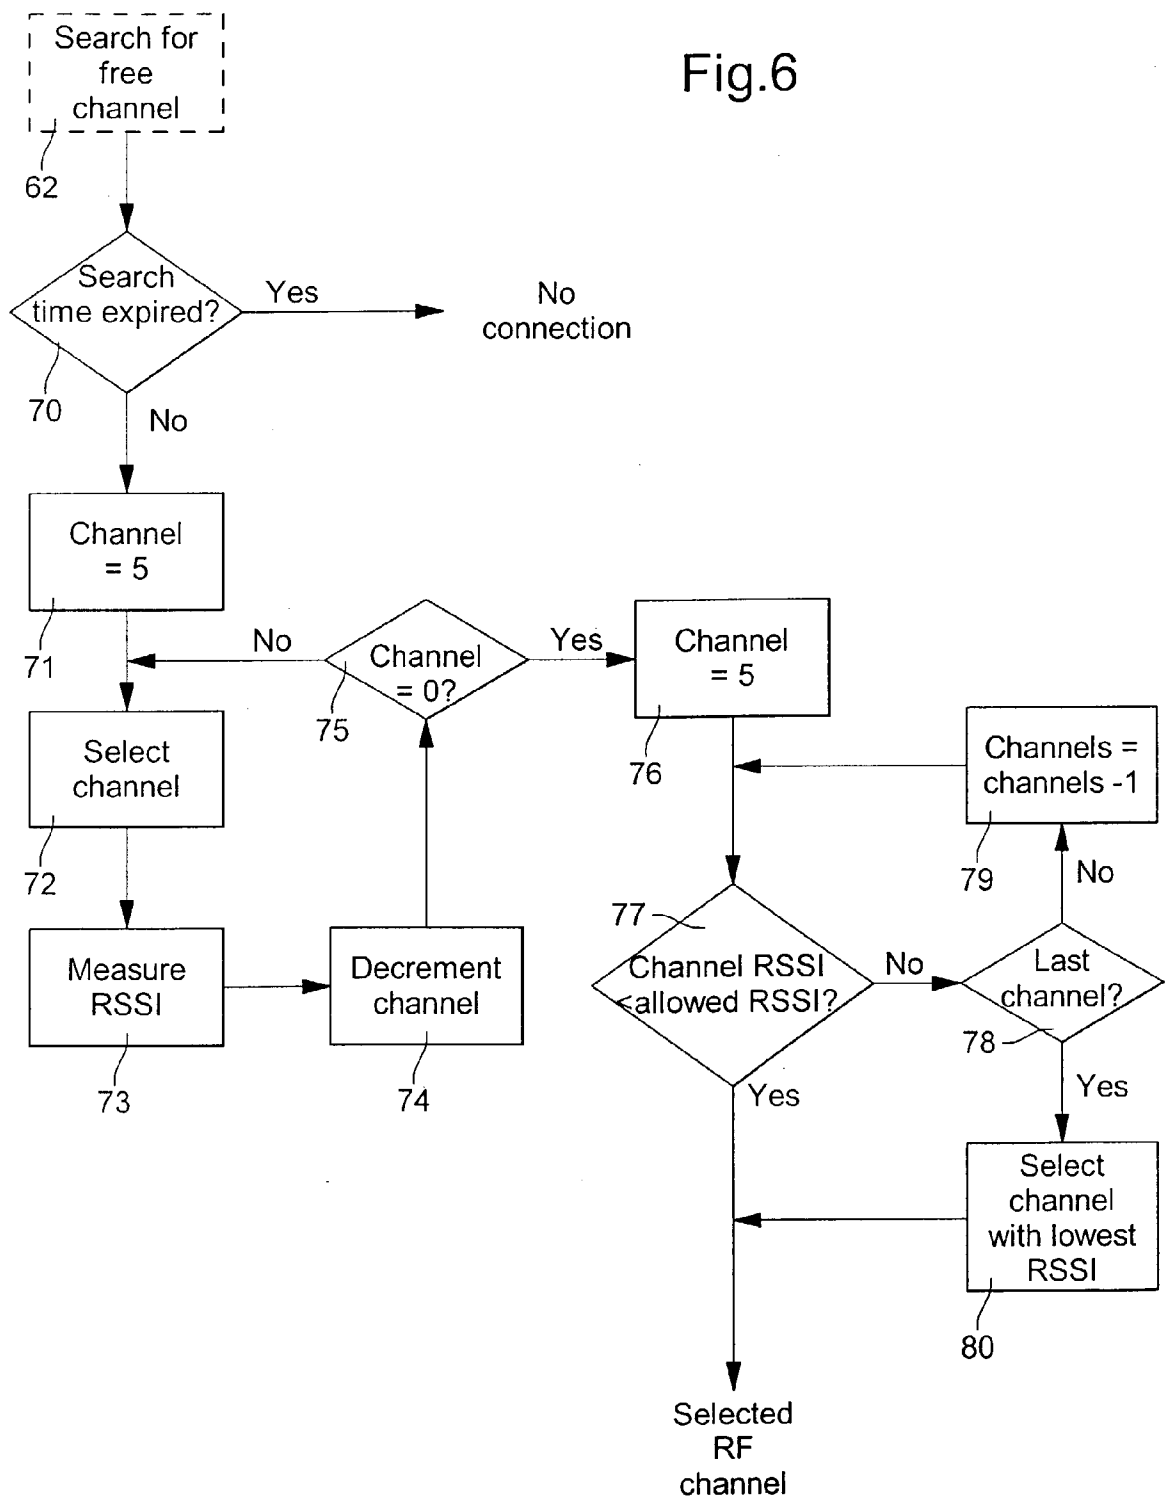 Search for
free
channel
62
Fig.6
Search
time expired?
Yes
No
connection
70
No
Channel
= 5
71
No
Channel
= 0?
75
Yes
Channel
= 5
76
Select
channel
72
Channels =
channels -1
79
No
Measure
RSSI
73
Decrement
channel
74
77
Channel RSSI
<allowed RSSI?
No
Last
channel?
78
Yes
Yes
Select
channel
with lowest
RSSI
80
Selected
RF
channel